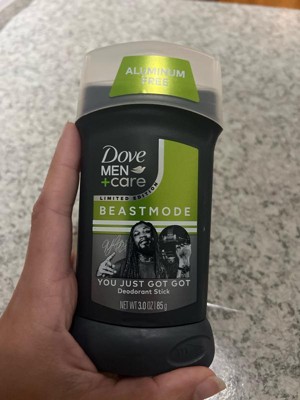 ALUMINUM
FREE
Dove
MEN
+care
LIMITED EDITION
BEASTMODE
YOU JUST GOT GOT
Deodorant Stick
NET WT 3.0 OZ | 85 g